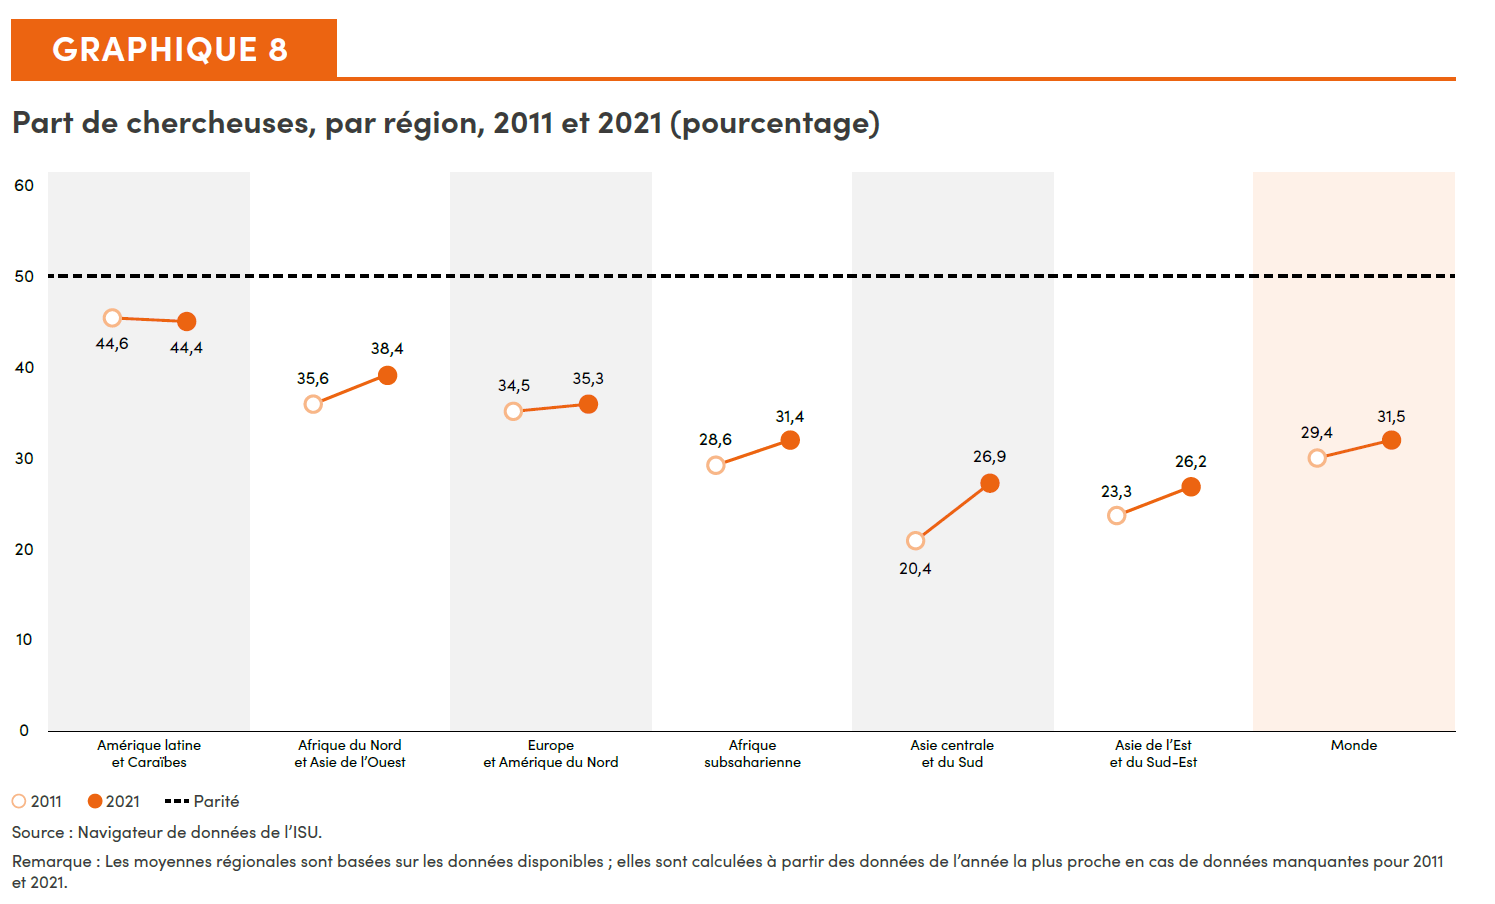 GRAPHIQUE 8
Part de chercheuses, par région, 2011 et 2021 (pourcentage)
60
50
40
30
20
10
0
44,6
44,4
35,6
38,4
34,5
35,3
28,6
31,4
20,4
26,9
23,3
26,2
29,4
31,5
Amérique latine
et Caraïbes
Afrique du Nord
et Asie de l’Ouest
Europe
et Amérique du Nord
Afrique
subsaharienne
Asie centrale
et du Sud
Asie de l’Est
et du Sud-Est
Monde
2011
2021
Parité
Source : Navigateur de données de l’ISU.
Remarque : Les moyennes régionales sont basées sur les données disponibles ; elles sont calculées à partir des données de l’année la plus proche en cas de données manquantes pour 2011
et 2021.